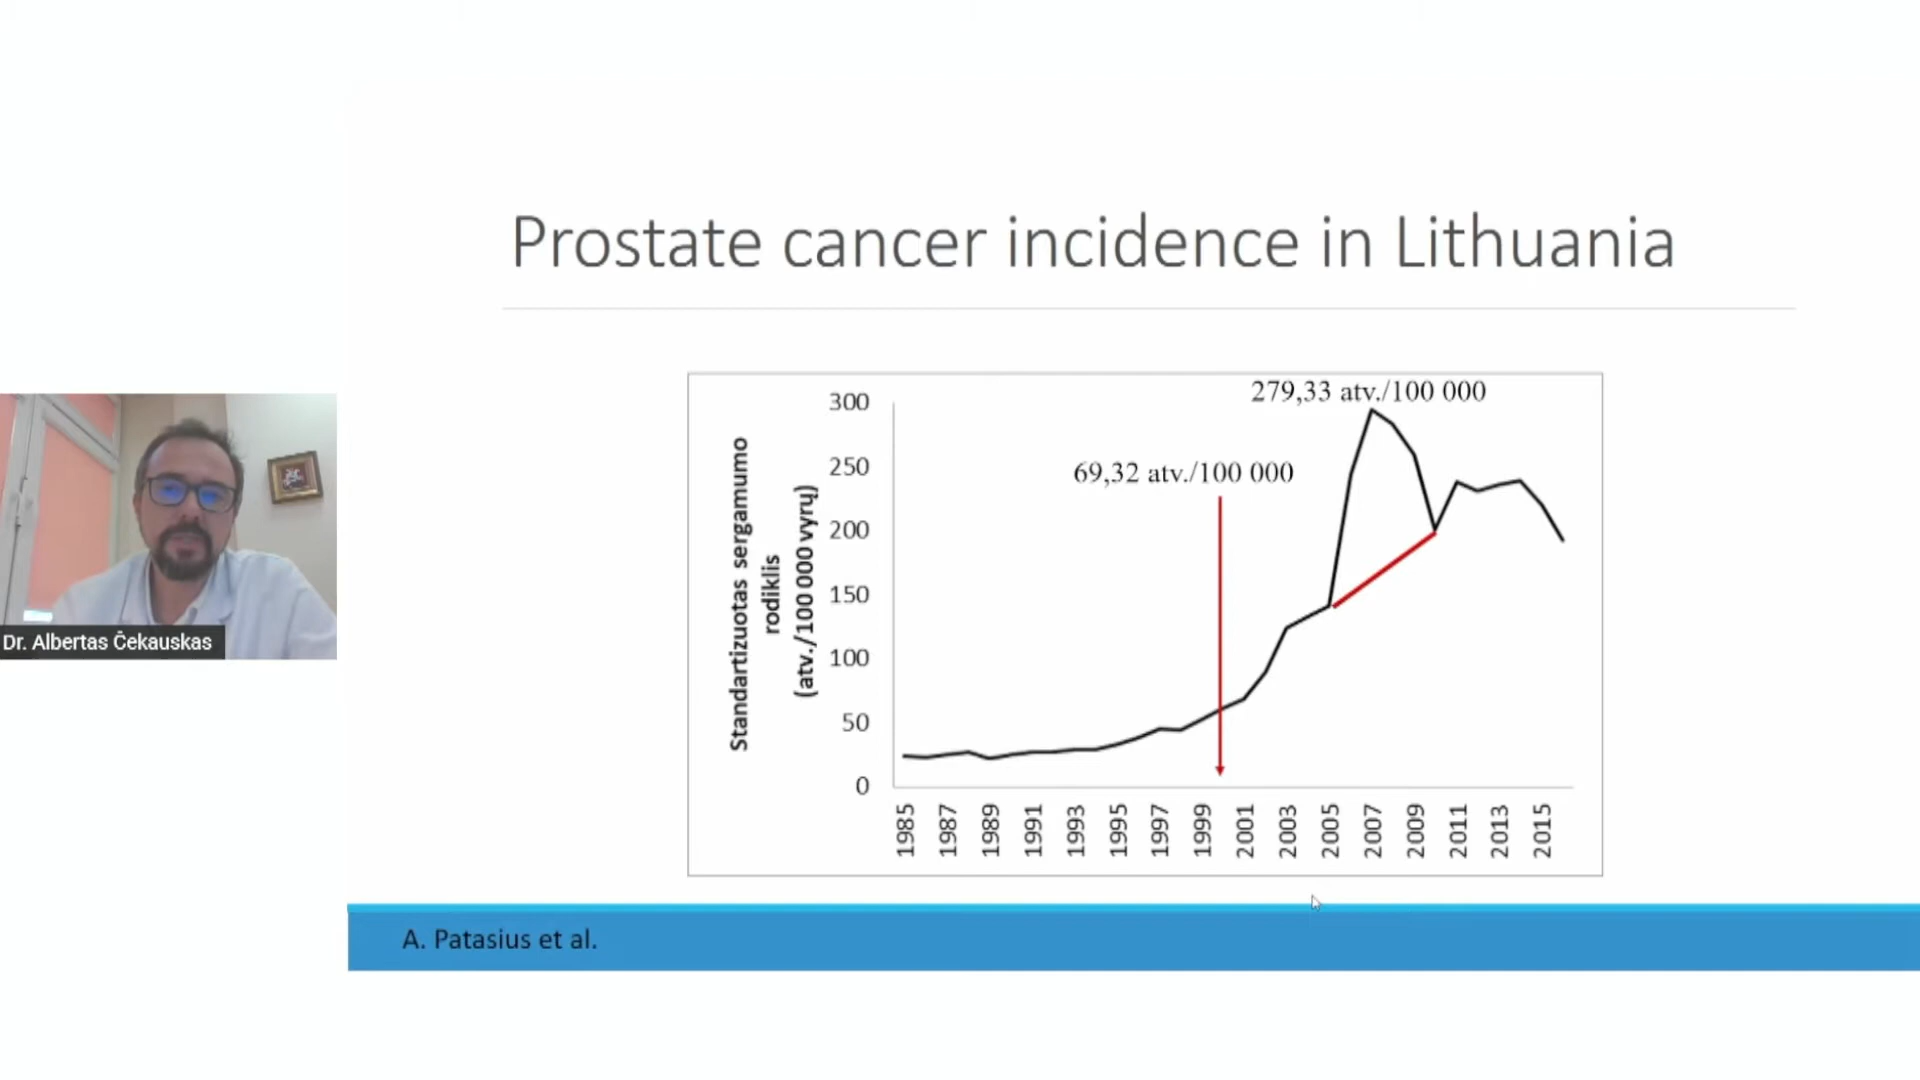 Prostate cancer incidence in Lithuania
279,33 atv./100 000
69,32 atv./100 000
Standartizuotas sergamumo
rodiklis
(atv./100 000 vyrų)
300
250
200
150
100
50
0
1985 1987 1989 1991 1993 1995 1997 1999 2001 2003 2005 2007 2009 2011 2013 2015
Dr. Albertas Čekauskas
A. Patasius et al.